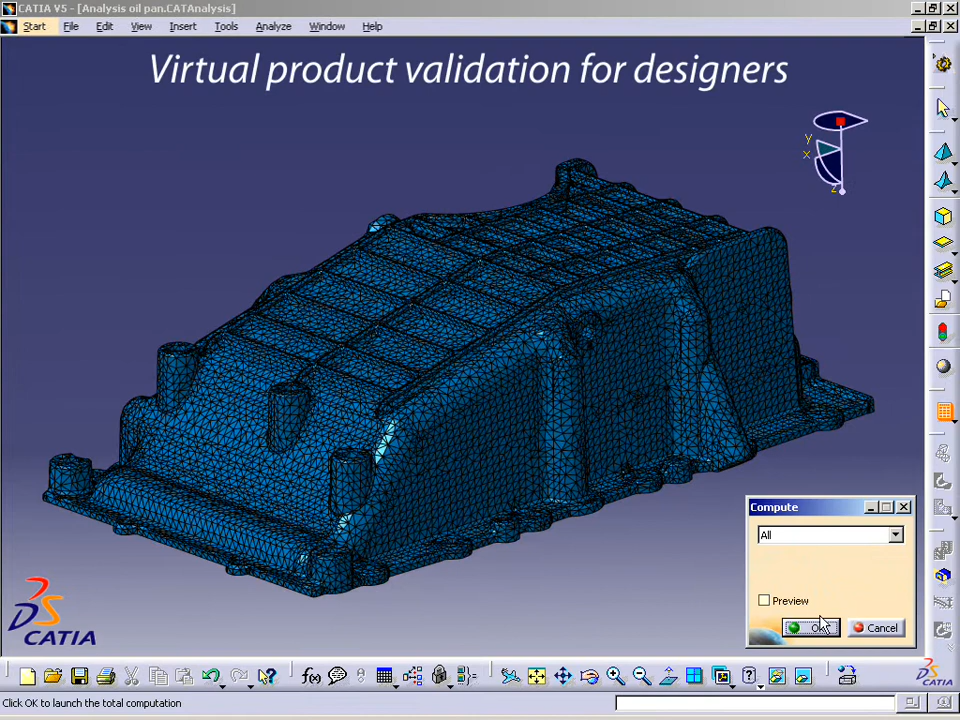 CATIA V5 - [Analysis oil pan.CATAnalysis]
Start File Edit View Insert Tools Analyze Window Help
Virtual product validation for designers
y
x
z
Compute
All
Preview
OK Cancel
CATIA
f(x)
?
CATIA
Click OK to launch the total computation